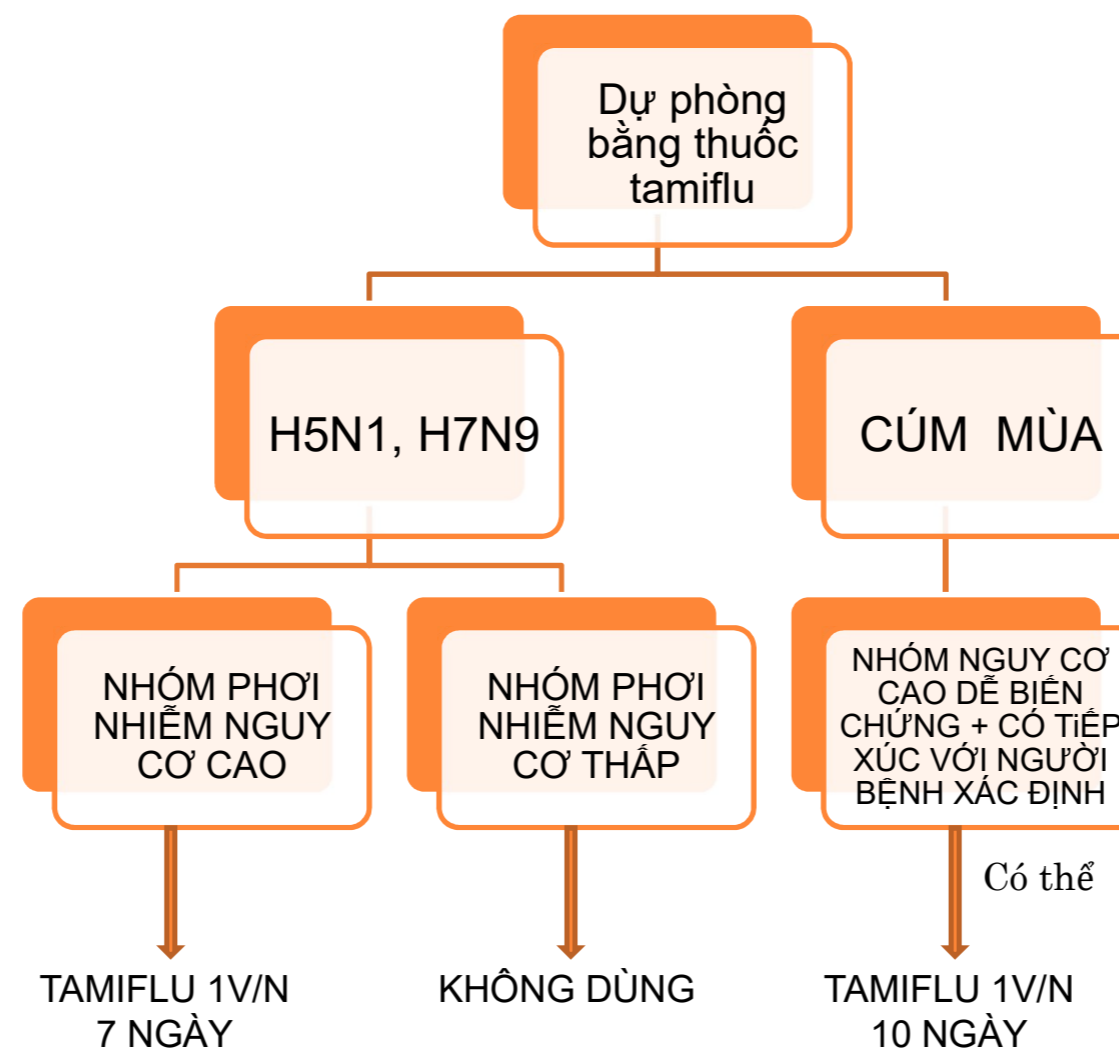 Dự phòng
bằng thuốc
tamiflu
H5N1, H7N9
CÚM MÙA
NHÓM PHƠI
NHIỄM NGUY
CƠ CAO
NHÓM PHƠI
NHIỄM NGUY
CƠ THẤP
NHÓM NGUY CƠ
CAO DỄ BIẾN
CHỨNG + CÓ TiẾP
XÚC VỚI NGƯỜI
BỆNH XÁC ĐỊNH
Có thể
TAMIFLU 1V/N
7 NGÀY
KHÔNG DÙNG
TAMIFLU 1V/N
10 NGÀY